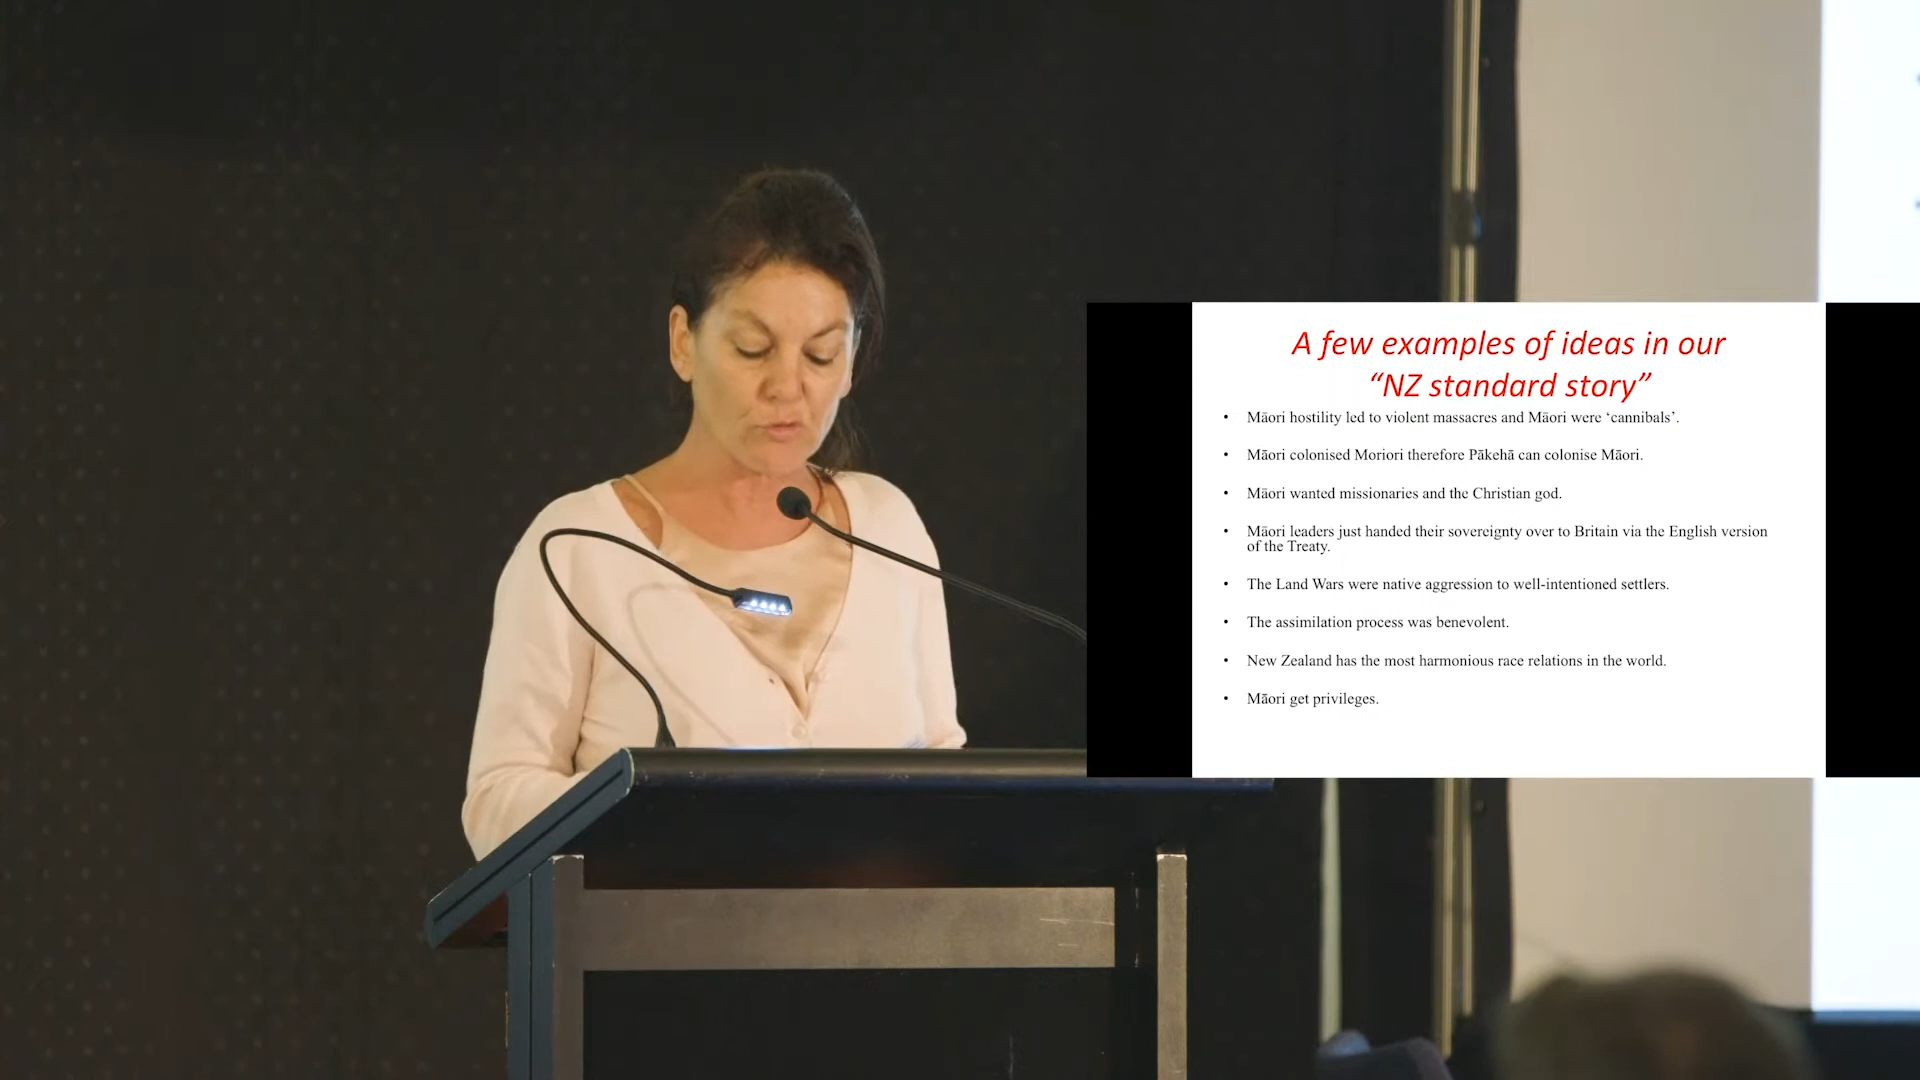 A few examples of ideas in our
“NZ standard story”
• Māori hostility led to violent massacres and Māori were ‘cannibals’.
• Māori colonised Moriori therefore Pākehā can colonise Māori.
• Māori wanted missionaries and the Christian god.
• Māori leaders just handed their sovereignty over to Britain via the English version
of the Treaty.
• The Land Wars were native aggression to well-intentioned settlers.
• The assimilation process was benevolent.
• New Zealand has the most harmonious race relations in the world.
• Māori get privileges.